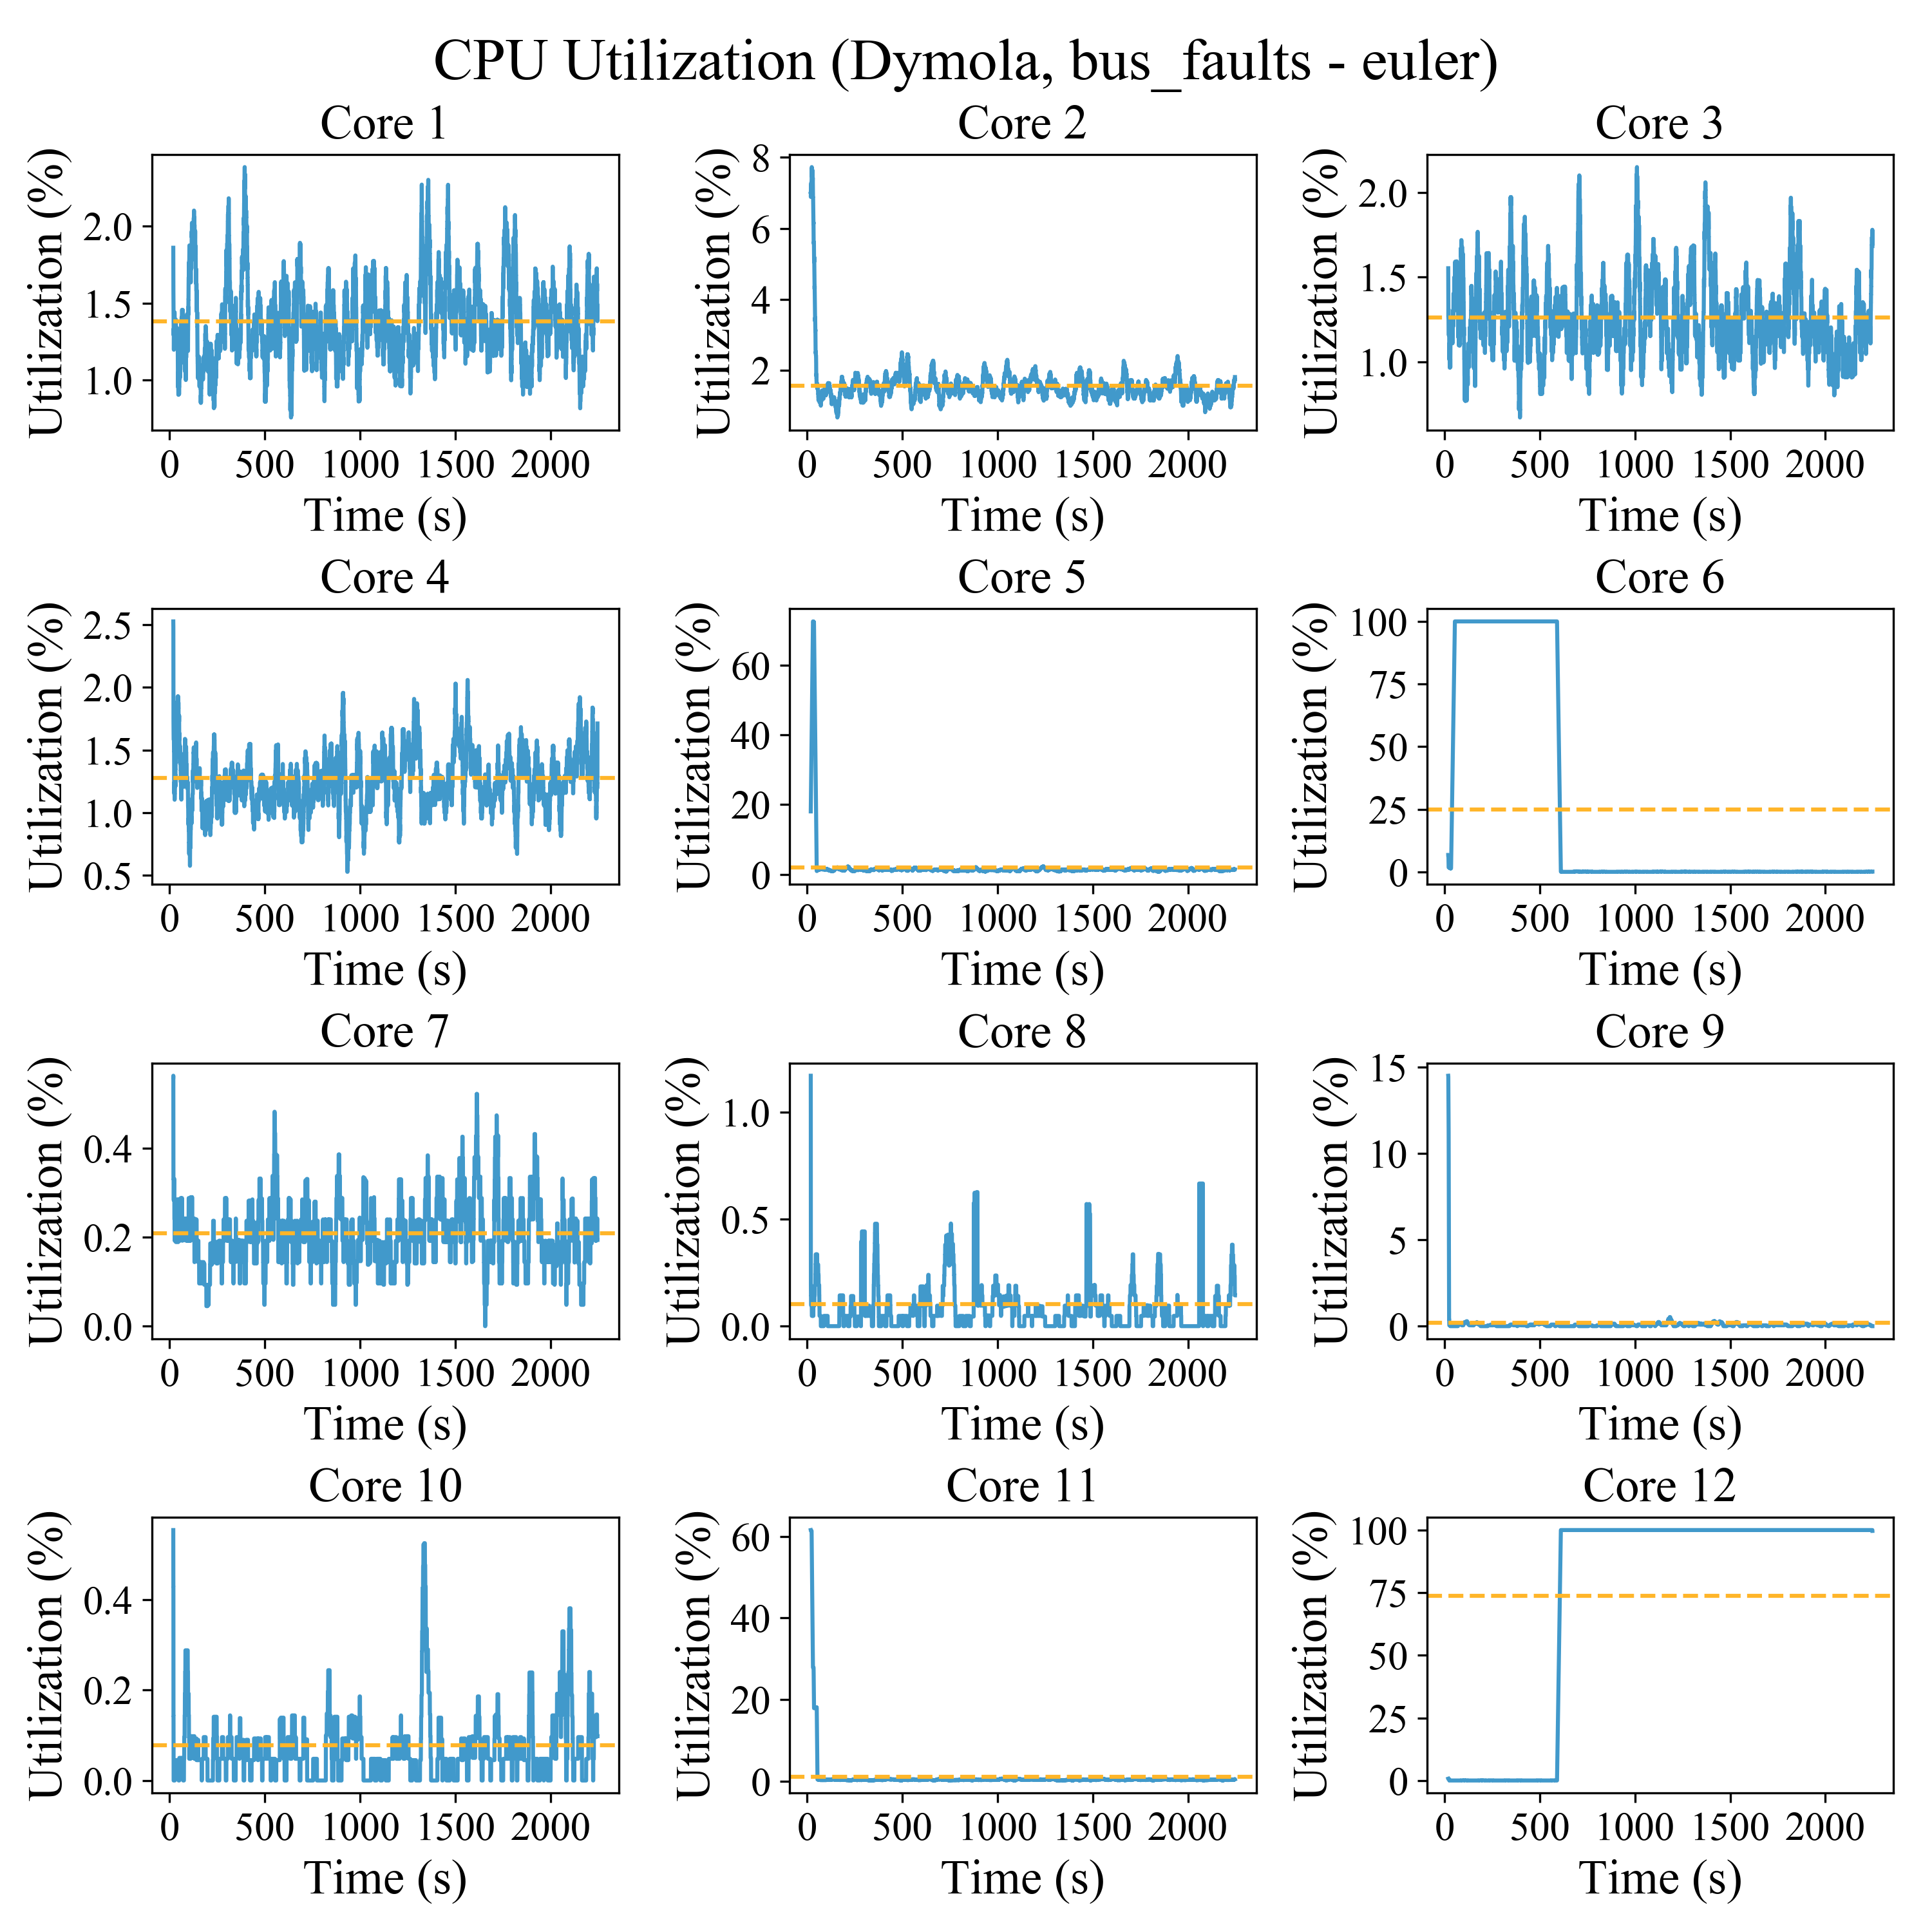 CPU Utilization (Dymola, bus_faults - euler)
Core 1
Utilization (%)
2.0
1.5
1.0
0 500 1000 1500 2000
Time (s)
Core 2
Utilization (%)
8
6
4
2
0 500 1000 1500 2000
Time (s)
Core 3
Utilization (%)
2.0
1.5
1.0
0 500 1000 1500 2000
Time (s)
Core 4
Utilization (%)
2.5
2.0
1.5
1.0
0.5
0 500 1000 1500 2000
Time (s)
Core 5
Utilization (%)
60
40
20
0
0 500 1000 1500 2000
Time (s)
Core 6
Utilization (%)
100
75
50
25
0
0 500 1000 1500 2000
Time (s)
Core 7
Utilization (%)
0.4
0.2
0.0
0 500 1000 1500 2000
Time (s)
Core 8
Utilization (%)
1.0
0.5
0.0
0 500 1000 1500 2000
Time (s)
Core 9
Utilization (%)
15
10
5
0
0 500 1000 1500 2000
Time (s)
Core 10
Utilization (%)
0.4
0.2
0.0
0 500 1000 1500 2000
Time (s)
Core 11
Utilization (%)
60
40
20
0
0 500 1000 1500 2000
Time (s)
Core 12
Utilization (%)
100
75
50
25
0
0 500 1000 1500 2000
Time (s)